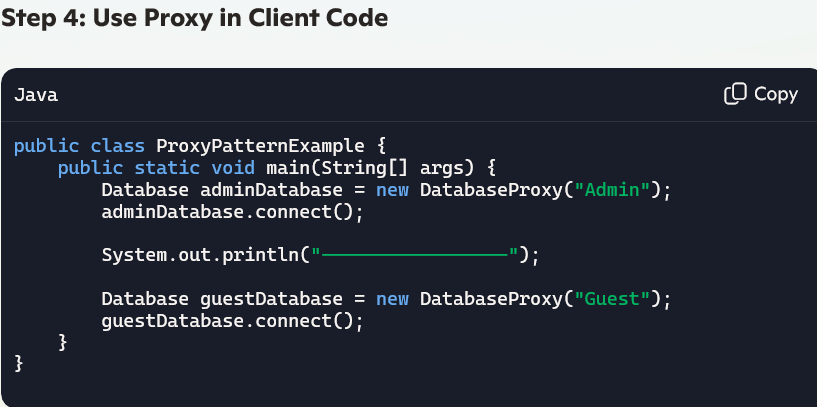 Step 4: Use Proxy in Client Code
Java
Copy
public class ProxyPatternExample {
    public static void main(String[] args) {
        Database adminDatabase = new DatabaseProxy("Admin");
        adminDatabase.connect();

        System.out.println("-----------------");

        Database guestDatabase = new DatabaseProxy("Guest");
        guestDatabase.connect();
    }
}